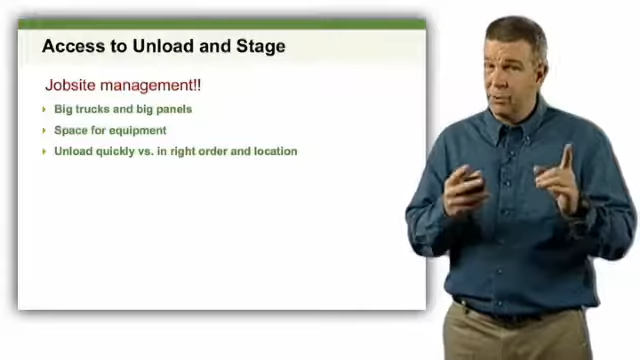 Access to Unload and Stage
Jobsite management!!
Big trucks and big panels
Space for equipment
Unload quickly vs. in right order and location